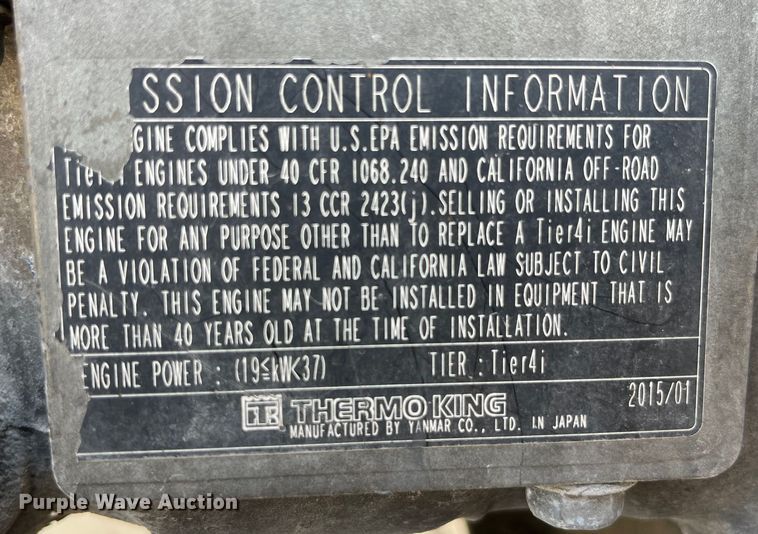 SSION CONTROL INFORMATION
GINE COMPLIES WITH U.S.EPA EMISSION REQUIREMENTS FOR
Tier4i ENGINES UNDER 40 CFR 1068.240 AND CALIFORNIA OFF-ROAD
EMISSION REQUIREMENTS 13 CCR 2423(j).SELLING OR INSTALLING THIS
ENGINE FOR ANY PURPOSE OTHER THAN TO REPLACE A Tier4i ENGINE MAY
BE A VIOLATION OF FEDERAL AND CALIFORNIA LAW SUBJECT TO CIVIL
PENALTY. THIS ENGINE MAY NOT BE INSTALLED IN EQUIPMENT THAT IS
MORE THAN 40 YEARS OLD AT THE TIME OF INSTALLATION.
ENGINE POWER : (19≦kW<37) TIER : Tier4i
2015/01
THERMO KING
MANUFACTURED BY YANMAR CO., LTD. IN JAPAN
Purple Wave Auction